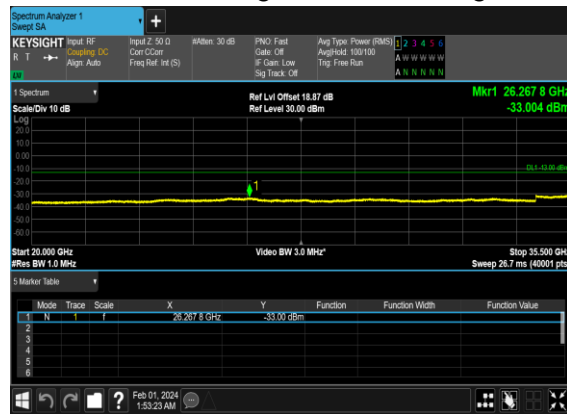 Spectrum Analyzer 1
Swept SA
+
KEYSIGHT Input: RF Input Z: 50 Ω #Atten: 30 dB PNO: Fast Avg Type: Power (RMS) 1 2 3 4 5 6
R T Coupling: DC Corr CCorr Gate: Off Avg|Hold: 100/100 A W W W W W
Align: Auto Freq Ref: Int (S) IF Gain: Low Trig: Free Run
Sig Track: Off A N N N N N
1 Spectrum Ref Lvl Offset 18.87 dB Mkr1 26.267 8 GHz
Scale/Div 10 dB Ref Level 30.00 dBm -33.004 dBm
Log
20.0
10.0
0.00
-10.0
DL1 -13.00 dBm
-20.0
1
-30.0
-40.0
-50.0
-60.0
Start 20.000 GHz Video BW 3.0 MHz* Stop 35.500 GHz
#Res BW 1.0 MHz Sweep 26.7 ms (40001 pts
5 Marker Table
Mode Trace Scale X Y Function Function Width Function Value
1 N 1 f 26.267 8 GHz -33.00 dBm
2
3
4
5
6
? Feb 01, 2024
1:53:23 AM